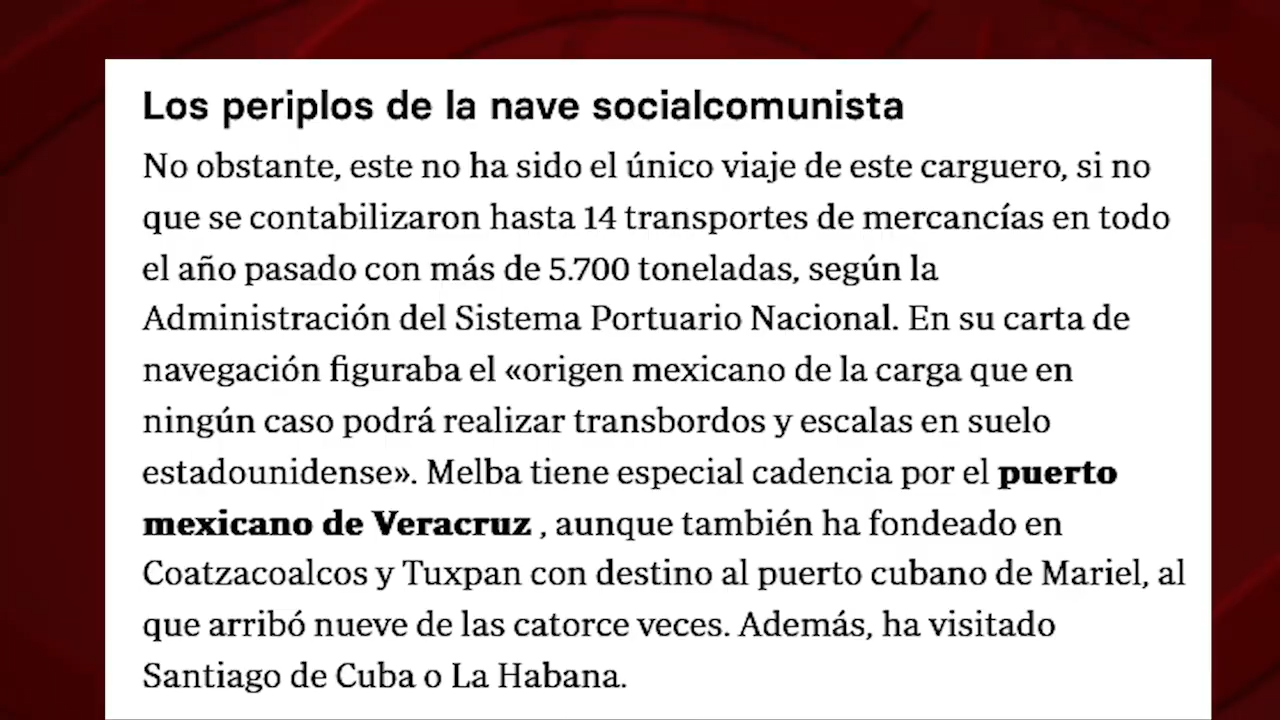 Los periplos de la nave socialcomunista
No obstante, este no ha sido el único viaje de este carguero, si no
que se contabilizaron hasta 14 transportes de mercancías en todo
el año pasado con más de 5.700 toneladas, según la
Administración del Sistema Portuario Nacional. En su carta de
navegación figuraba el «origen mexicano de la carga que en
ningún caso podrá realizar transbordos y escalas en suelo
estadounidense». Melba tiene especial cadencia por el puerto
mexicano de Veracruz , aunque también ha fondeado en
Coatzacoalcos y Tuxpan con destino al puerto cubano de Mariel, al
que arribó nueve de las catorce veces. Además, ha visitado
Santiago de Cuba o La Habana.